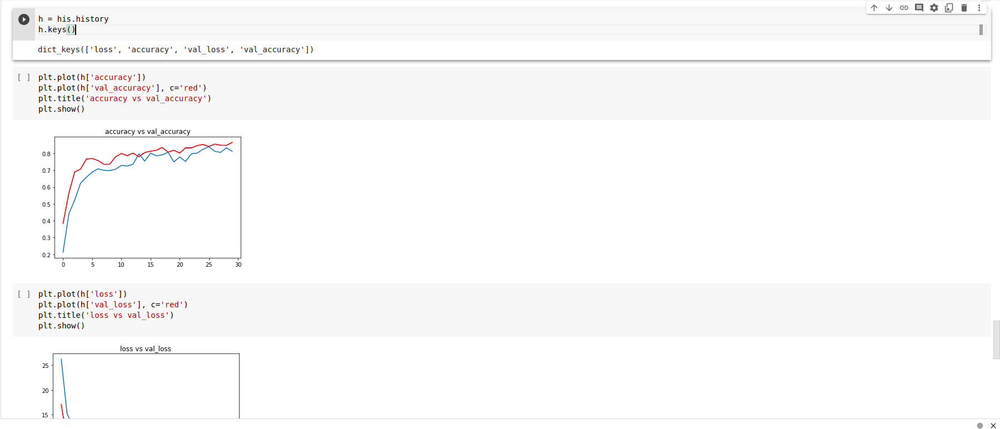 h = his.history
h.keys()
dict_keys(['loss', 'accuracy', 'val_loss', 'val_accuracy'])
[ ] plt.plot(h['accuracy'])
plt.plot(h['val_accuracy'], c='red')
plt.title('accuracy vs val_accuracy')
plt.show()
accuracy vs val_accuracy
0.8
0.7
0.6
0.5
0.4
0.3
0.2
0 5 10 15 20 25 30
[ ] plt.plot(h['loss'])
plt.plot(h['val_loss'], c='red')
plt.title('loss vs val_loss')
plt.show()
loss vs val_loss
25
20
15